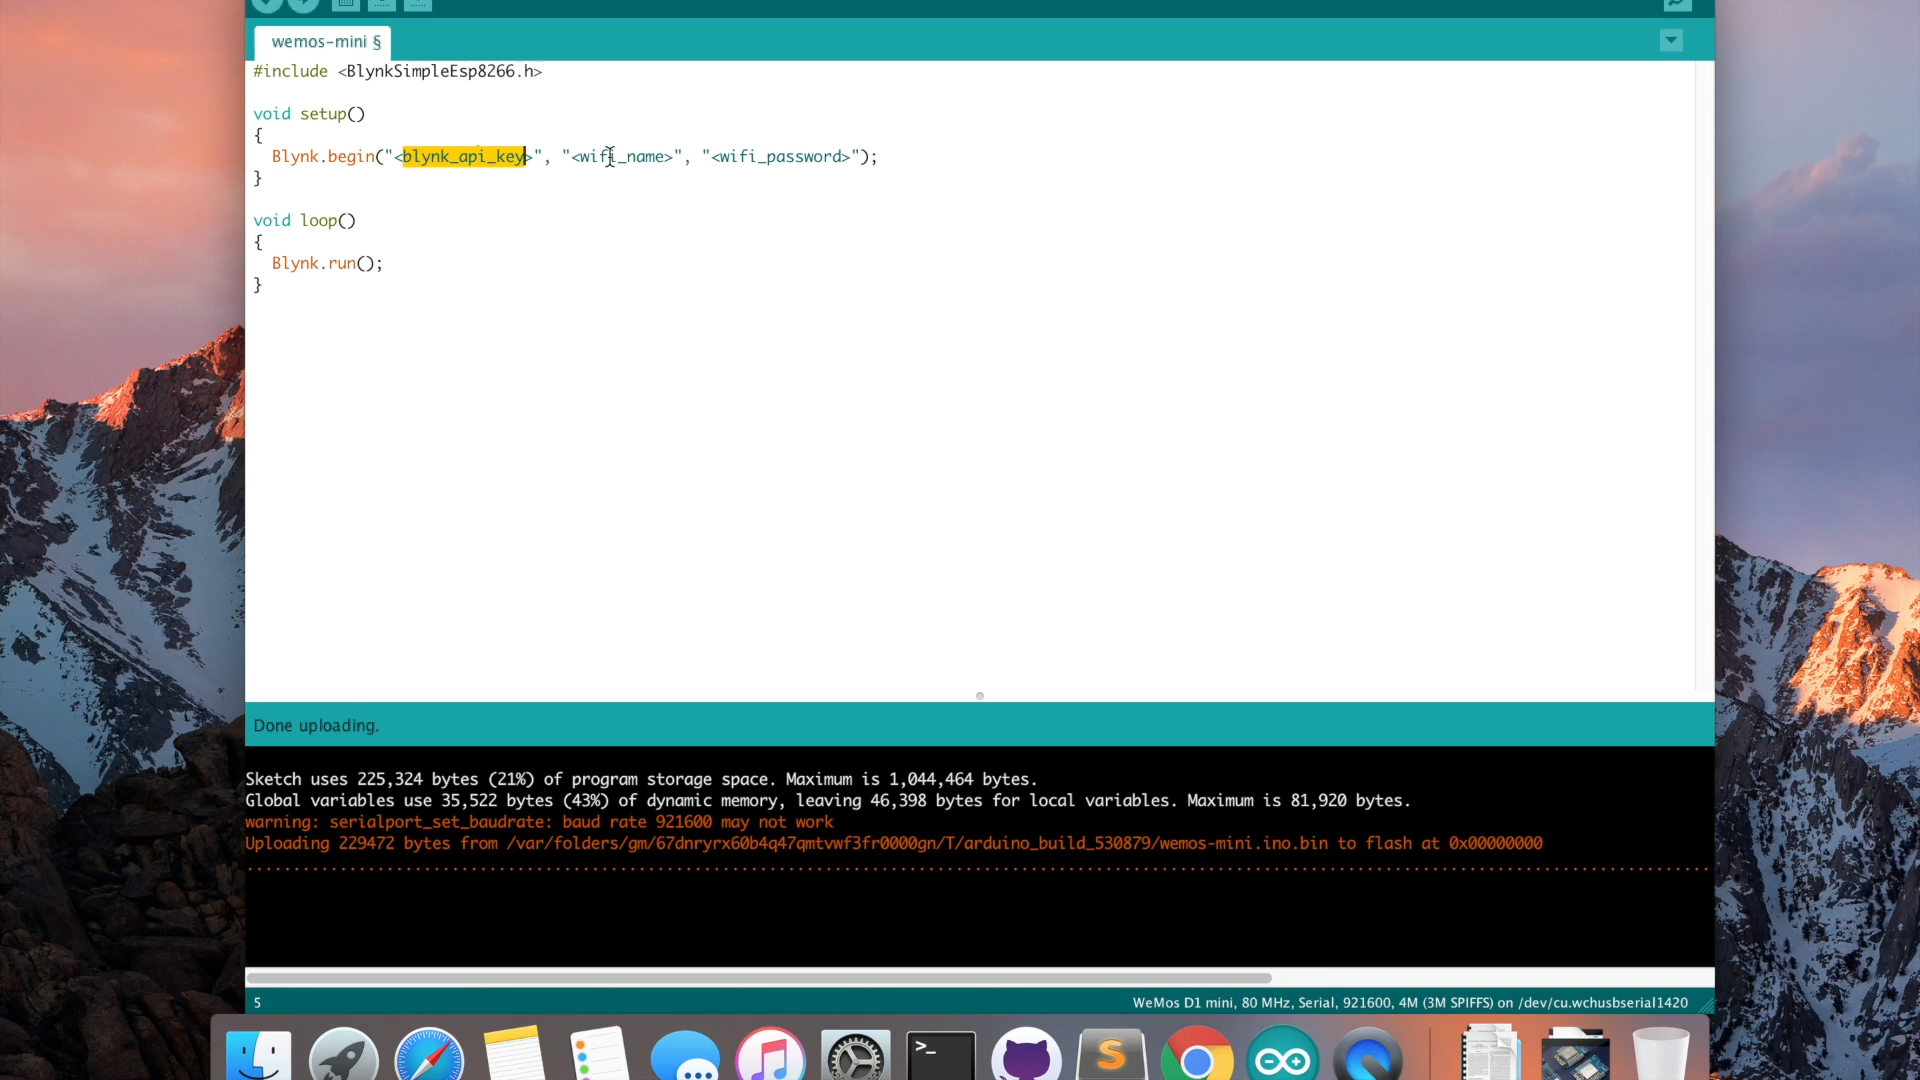 wemos-mini §
#include <BlynkSimpleEsp8266.h>
void setup()
{
Blynk.begin("<blynk_api_key>", "<wifi_name>", "<wifi_password>");
}
void loop()
{
Blynk.run();
}
Done uploading.
Sketch uses 225,324 bytes (21%) of program storage space. Maximum is 1,044,464 bytes.
Global variables use 35,522 bytes (43%) of dynamic memory, leaving 46,398 bytes for local variables. Maximum is 81,920 bytes.
warning: serialport_set_baudrate: baud rate 921600 may not work
Uploading 229472 bytes from /var/folders/gm/67dnryrx60b4q47qmtvwf3fr0000gn/T/arduino_build_530879/wemos-mini.ino.bin to flash at 0x00000000
................................................................................
5
WeMos D1 mini, 80 MHz, Serial, 921600, 4M (3M SPIFFS) on /dev/cu.wchusbserial1420
>_
S